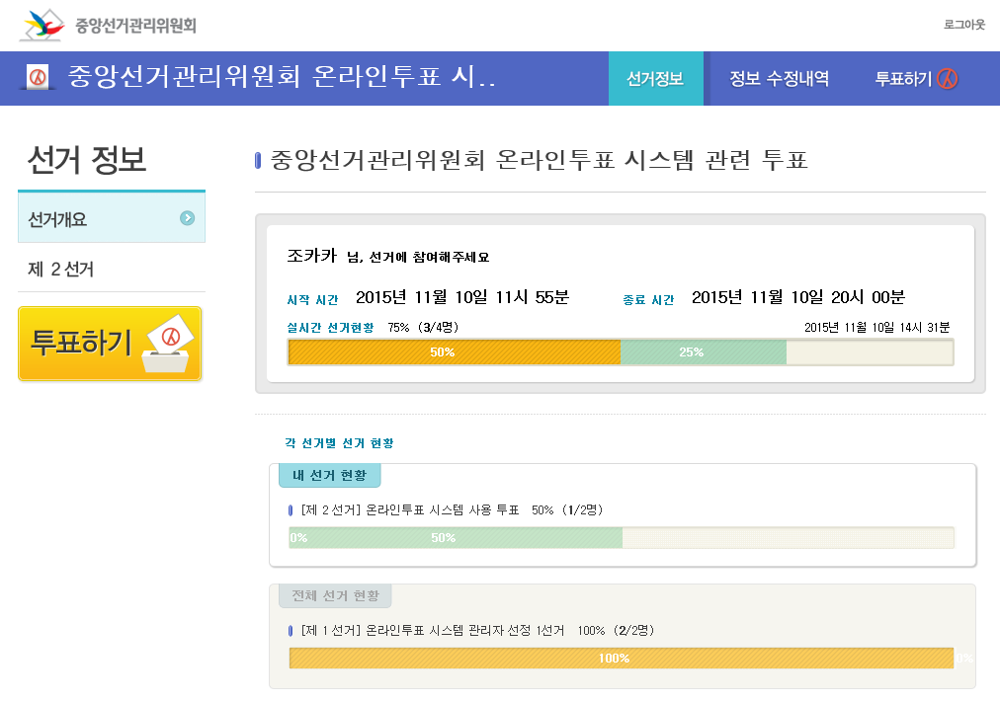 중앙선거관리위원회
로그아웃
중앙선거관리위원회 온라인투표 시..
선거정보
정보 수정내역
투표하기
선거 정보
선거개요
제 2 선거
투표하기
중앙선거관리위원회 온라인투표 시스템 관련 투표
조카카 님, 선거에 참여해주세요
시작 시간 2015년 11월 10일 11시 55분 종료 시간 2015년 11월 10일 20시 00분
실시간 선거현황 75% (3/4명) 2015년 11월 10일 14시 31분
50% 25%
각 선거별 선거 현황
내 선거 현황
[제 2 선거] 온라인투표 시스템 사용 투표 50% (1/2명)
0% 50%
전체 선거 현황
[제 1 선거] 온라인투표 시스템 관리자 선정 1선거 100% (2/2명)
100% 0%